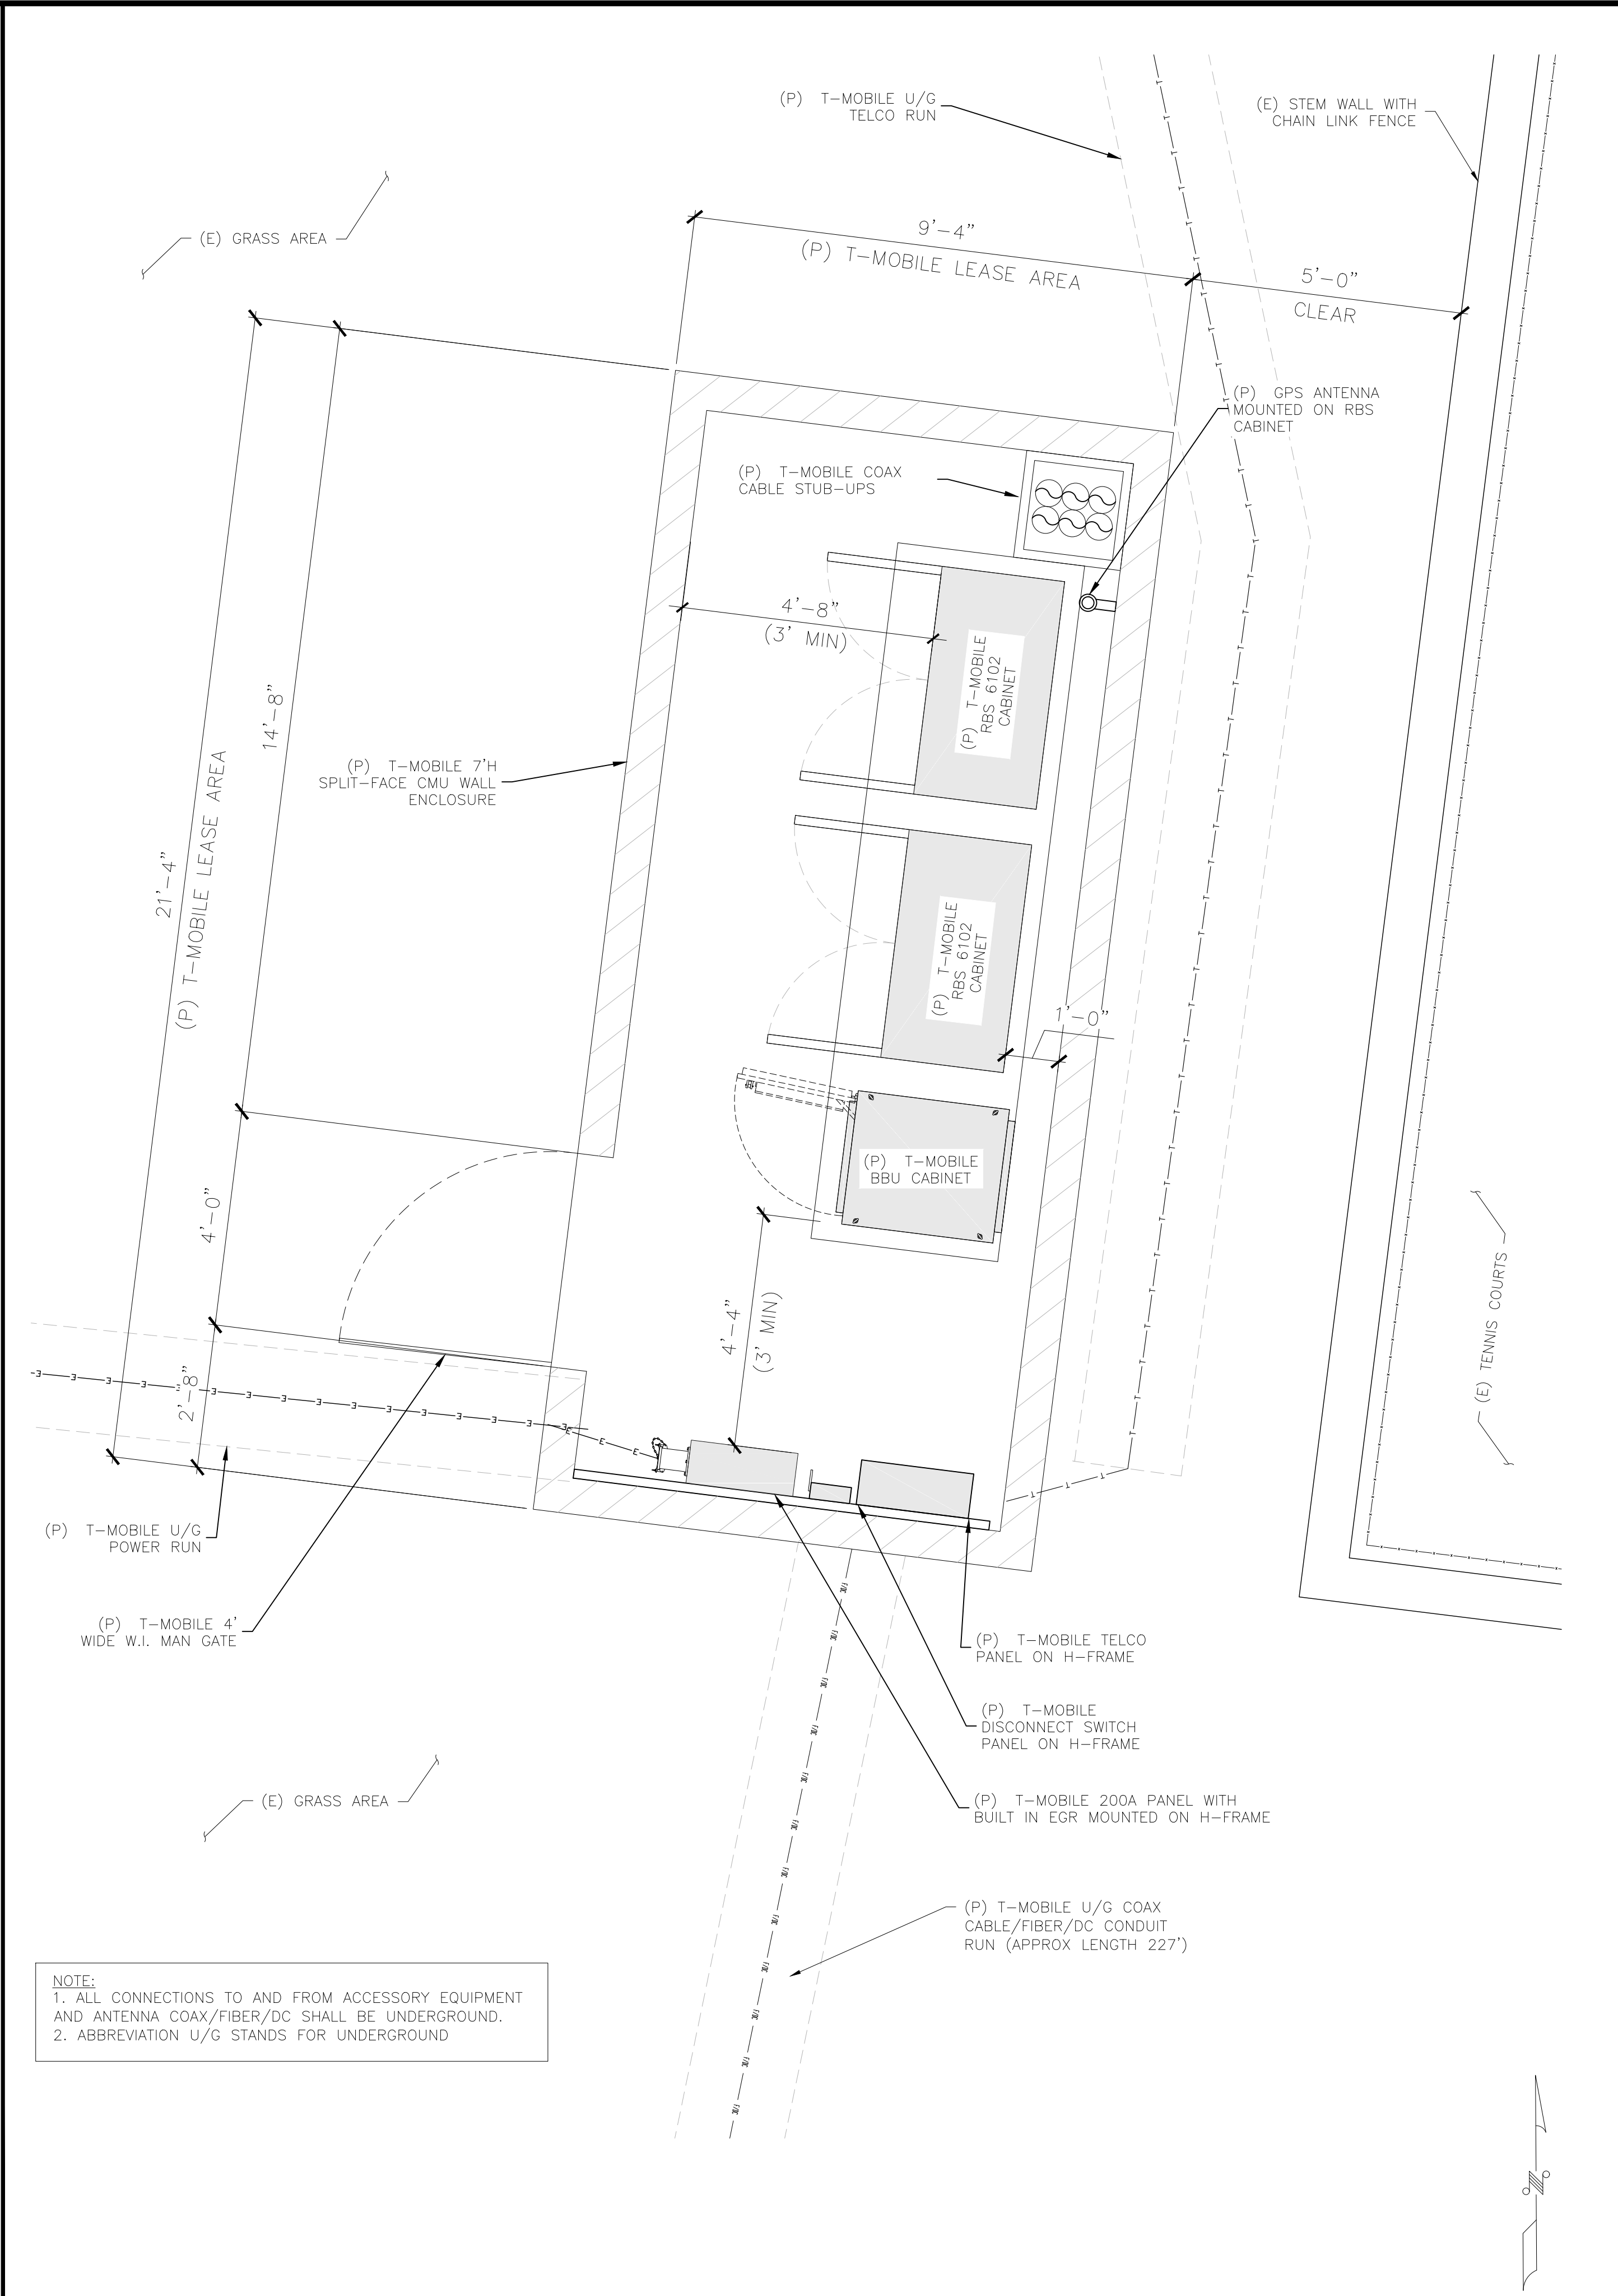 (P) T-MOBILE U/G
TELCO RUN
(E) STEM WALL WITH
CHAIN LINK FENCE
(E) GRASS AREA
9'-4"
(P) T-MOBILE LEASE AREA
5'-0"
CLEAR
(P) GPS ANTENNA
MOUNTED ON RBS
CABINET
(P) T-MOBILE COAX
CABLE STUB-UPS
4'-8"
(3' MIN)
(P) T-MOBILE
RBS 6102
CABINET
14'-8"
(P) T-MOBILE 7'H
SPLIT-FACE CMU WALL
ENCLOSURE
21'-4"
(P) T-MOBILE LEASE AREA
(P) T-MOBILE
RBS 6102
CABINET
1'-0"
(P) T-MOBILE
BBU CABINET
4'-0"
4'-4"
(3' MIN)
(E) TENNIS COURTS
2'-8"
(P) T-MOBILE U/G
POWER RUN
(P) T-MOBILE 4'
WIDE W.I. MAN GATE
(P) T-MOBILE TELCO
PANEL ON H-FRAME
(P) T-MOBILE
DISCONNECT SWITCH
PANEL ON H-FRAME
(P) T-MOBILE 200A PANEL WITH
BUILT IN EGR MOUNTED ON H-FRAME
(E) GRASS AREA
(P) T-MOBILE U/G COAX
CABLE/FIBER/DC CONDUIT
RUN (APPROX LENGTH 227')
NOTE:
1. ALL CONNECTIONS TO AND FROM ACCESSORY EQUIPMENT
AND ANTENNA COAX/FIBER/DC SHALL BE UNDERGROUND.
2. ABBREVIATION U/G STANDS FOR UNDERGROUND
N